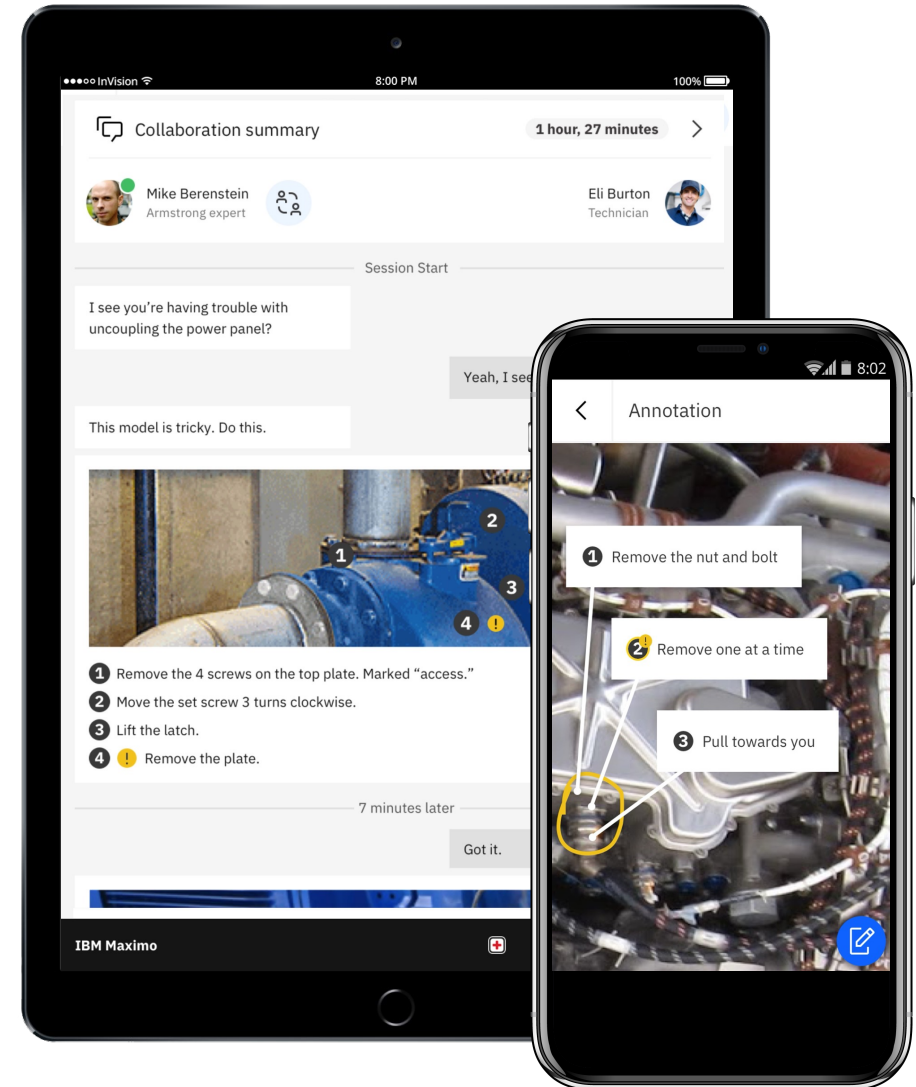 InVision
8:00 PM
100%
Collaboration summary
1 hour, 27 minutes
Mike Berenstein
Armstrong expert
Eli Burton
Technician
Session Start
I see you’re having trouble with
uncoupling the power panel?
Yeah, I see
This model is tricky. Do this.
1
2
3
4 !
1 Remove the 4 screws on the top plate. Marked “access.”
2 Move the set screw 3 turns clockwise.
3 Lift the latch.
4 ! Remove the plate.
7 minutes later
Got it.
IBM Maximo
8:02
Annotation
1 Remove the nut and bolt
2 ! Remove one at a time
3 Pull towards you